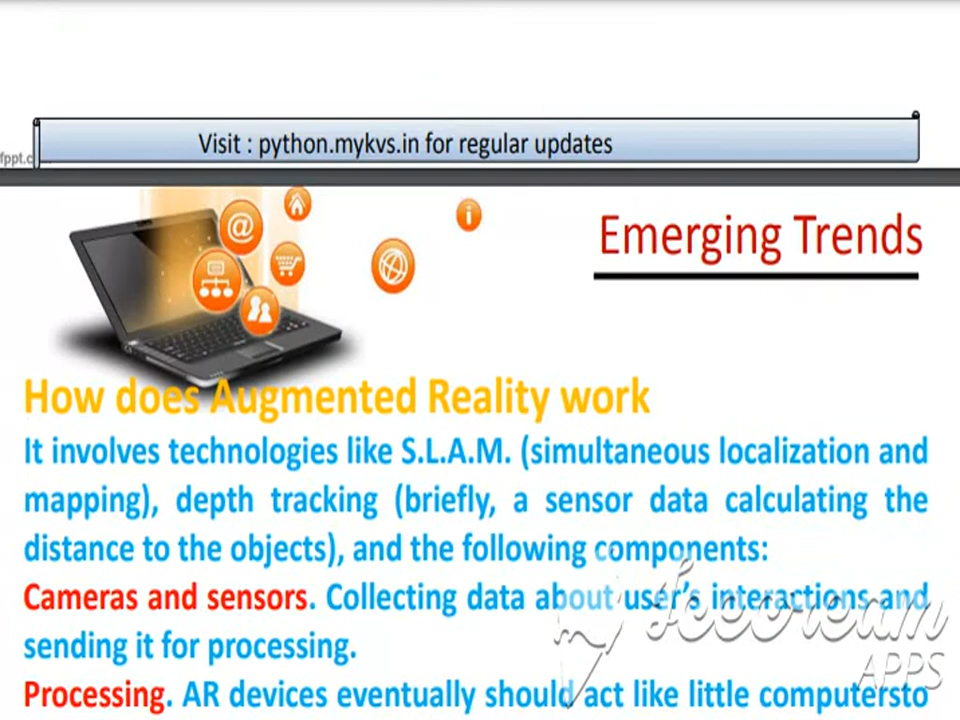 Visit : python.mykvs.in for regular updates
fppt.c
Emerging Trends
@
i
How does Augmented Reality work
It involves technologies like S.L.A.M. (simultaneous localization and
mapping), depth tracking (briefly, a sensor data calculating the
distance to the objects), and the following components:
Cameras and sensors. Collecting data about user's interactions and
sending it for processing.
Processing. AR devices eventually should act like little computersto
Icecream
APPS